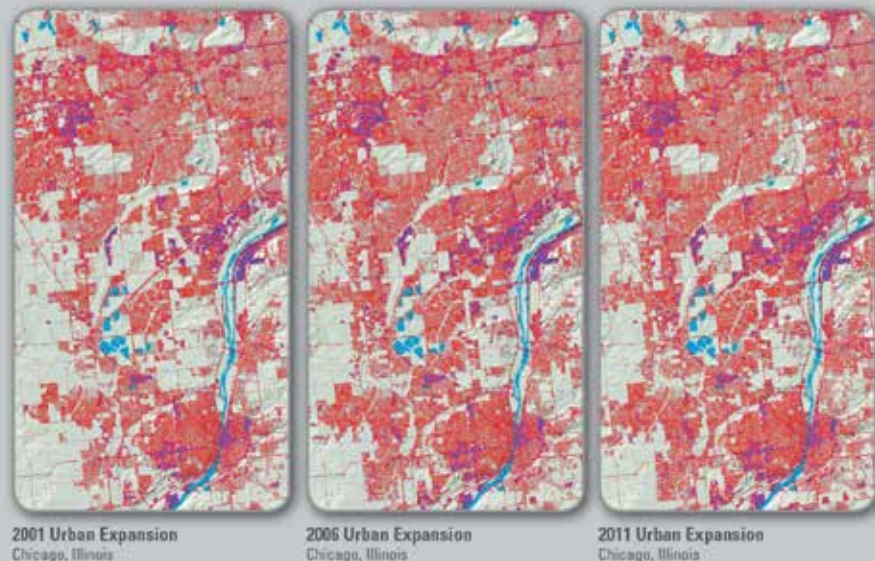 2001 Urban Expansion
Chicago, Illinois
2006 Urban Expansion
Chicago, Illinois
2011 Urban Expansion
Chicago, Illinois